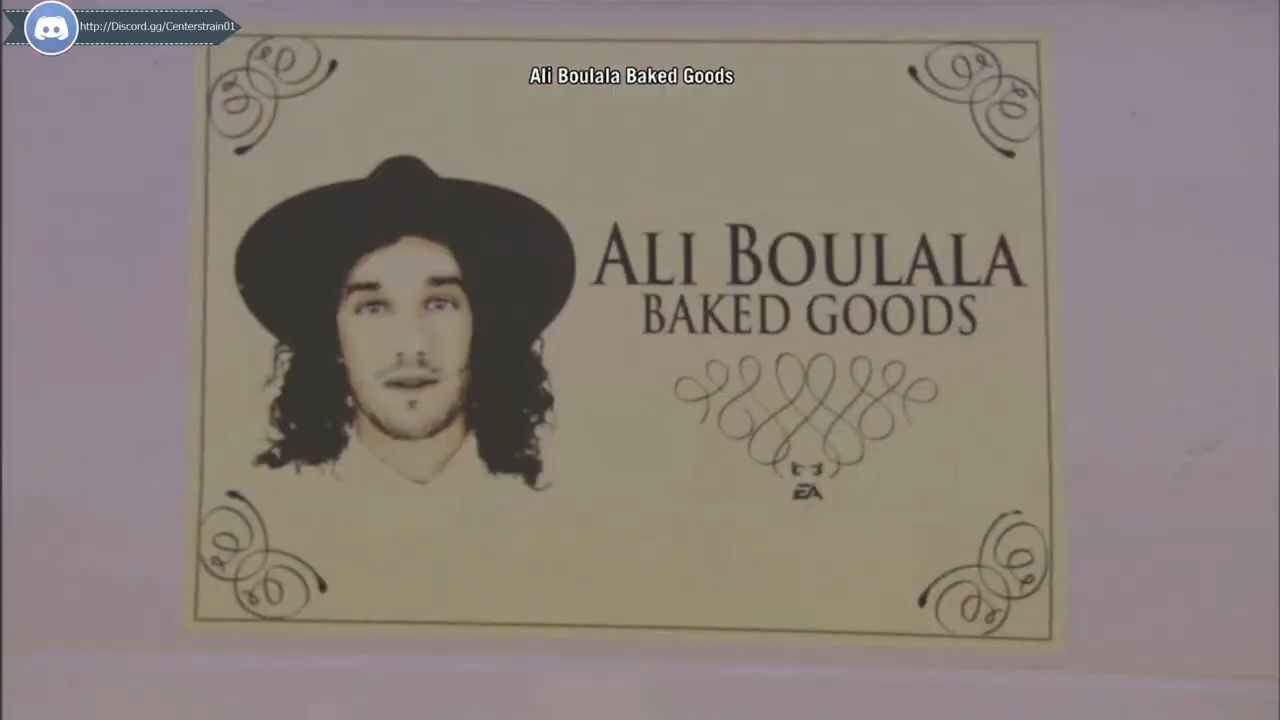 http://Discord.gg/Centerstrain01
Ali Boulala Baked Goods
ALI BOULALA
BAKED GOODS
EA